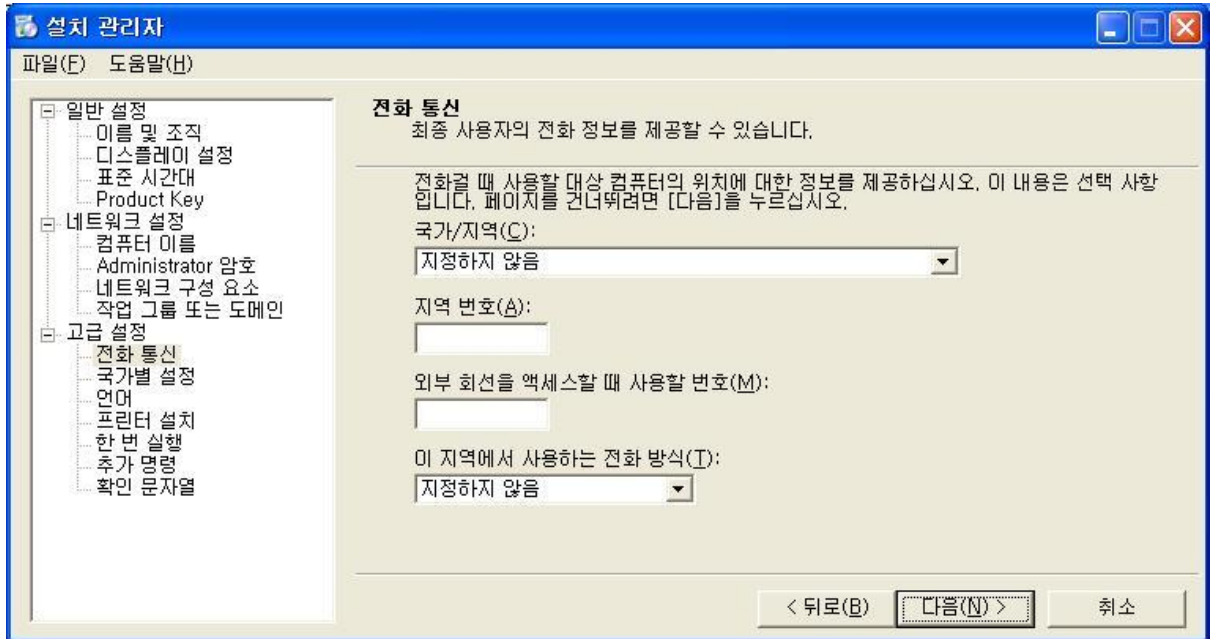 설치 관리자
파일(F) 도움말(H)
일반 설정
이름 및 조직
디스플레이 설정
표준 시간대
Product Key
네트워크 설정
컴퓨터 이름
Administrator 암호
네트워크 구성 요소
작업 그룹 또는 도메인
고급 설정
전화 통신
국가별 설정
언어
프린터 설치
한 번 실행
추가 명령
확인 문자열
전화 통신
최종 사용자의 전화 정보를 제공할 수 있습니다.
전화걸 때 사용할 대상 컴퓨터의 위치에 대한 정보를 제공하십시오. 이 내용은 선택 사항
입니다. 페이지를 건너뛰려면 [다음]을 누르십시오.
국가/지역(C):
지정하지 않음
지역 번호(A):
외부 회선을 액세스할 때 사용할 번호(M):
이 지역에서 사용하는 전화 방식(T):
지정하지 않음
< 뒤로(B) 다음(N) > 취소